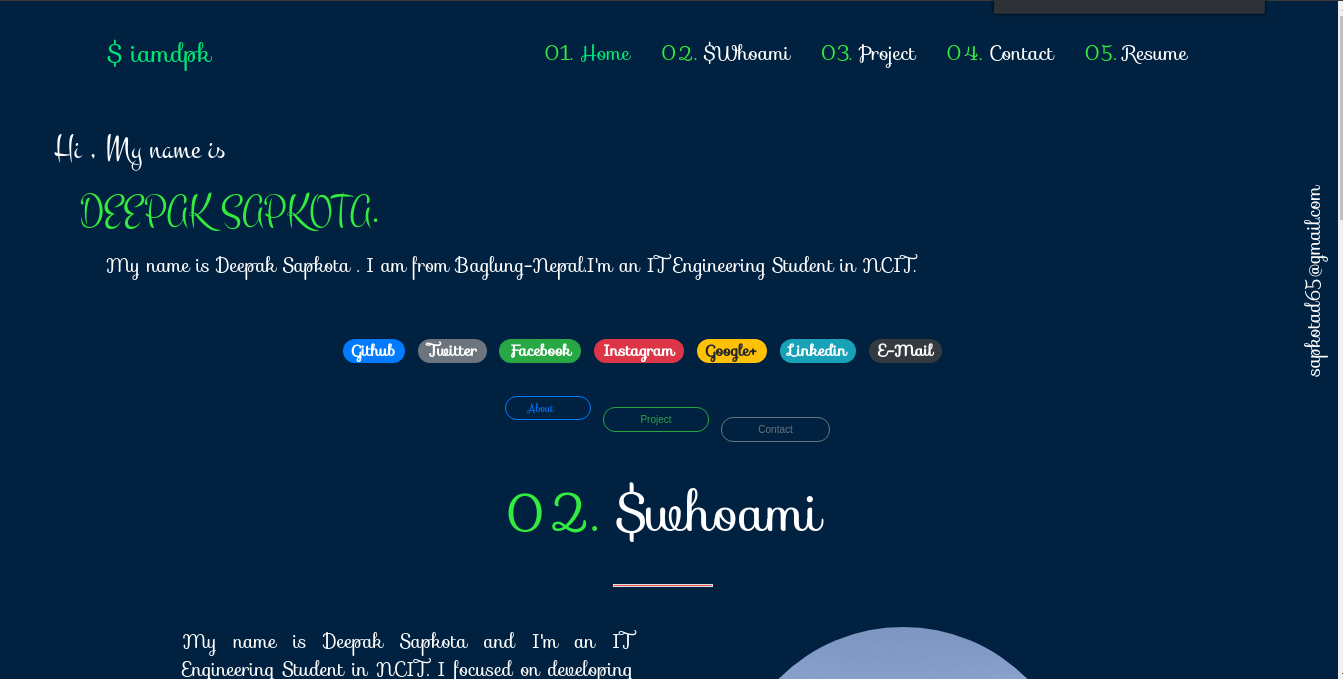 $ iamdpk
01. Home 02. $Whoami 03. Project 04. Contact 05. Resume
Hi , My name is
DEEPAK SAPKOTA.
My name is Deepak Sapkota . I am from Baglung-Nepal.I'm an IT Engineering Student in NCIT.
sapkotad65@gmail.com
Github Twitter Facebook Instagram Google+ Linkedin E-Mail
About
Project
Contact
02. $whoami
My name is Deepak Sapkota and I'm an IT
Engineering Student in NCIT. I focused on developing